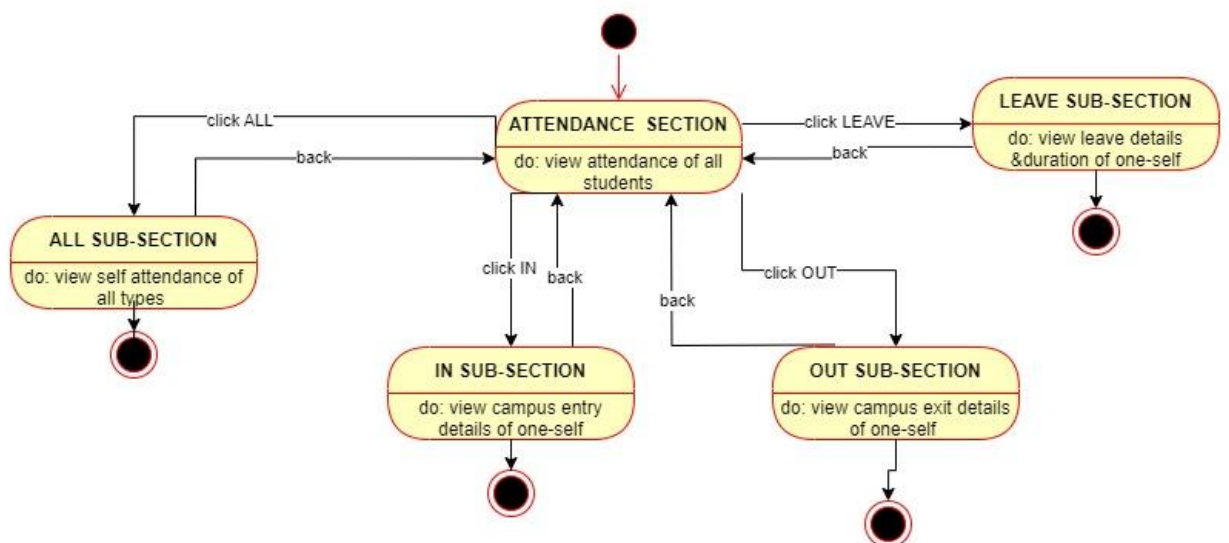 LEAVE SUB-SECTION
click ALL
ATTENDANCE SECTION
click LEAVE
do: view leave details
&duration of one-self
back
do: view attendance of all
students
back
ALL SUB-SECTION
do: view self attendance of
all types
click IN
back
click OUT
back
IN SUB-SECTION
do: view campus entry
details of one-self
OUT SUB-SECTION
do: view campus exit details
of one-self